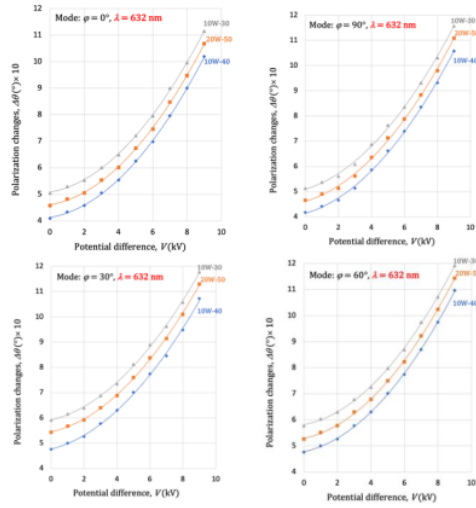 Mode: φ = 0°, λ = 632 nm
10W-30
20W-50
10W-40
Polarization changes, Δθ(°)× 10
12
11
10
9
8
7
6
5
4
0 2 4 6 8 10
Potential difference, V(kV)
Mode: φ = 90°, λ = 632 nm
10W-30
20W-50
10W-40
Polarization changes, Δθ(°)× 10
12
11
10
9
8
7
6
5
4
0 2 4 6 8 10
Potential difference, V(kV)
Mode: φ = 30°, λ = 632 nm
10W-30
20W-50
10W-40
Polarization changes, Δθ(°)× 10
12
11
10
9
8
7
6
5
4
0 2 4 6 8 10
Potential difference, V(kV)
Mode: φ = 60°, λ = 632 nm
10W-30
20W-50
10W-40
Polarization changes, Δθ(°)× 10
12
11
10
9
8
7
6
5
4
0 2 4 6 8 10
Potential difference, V(kV)